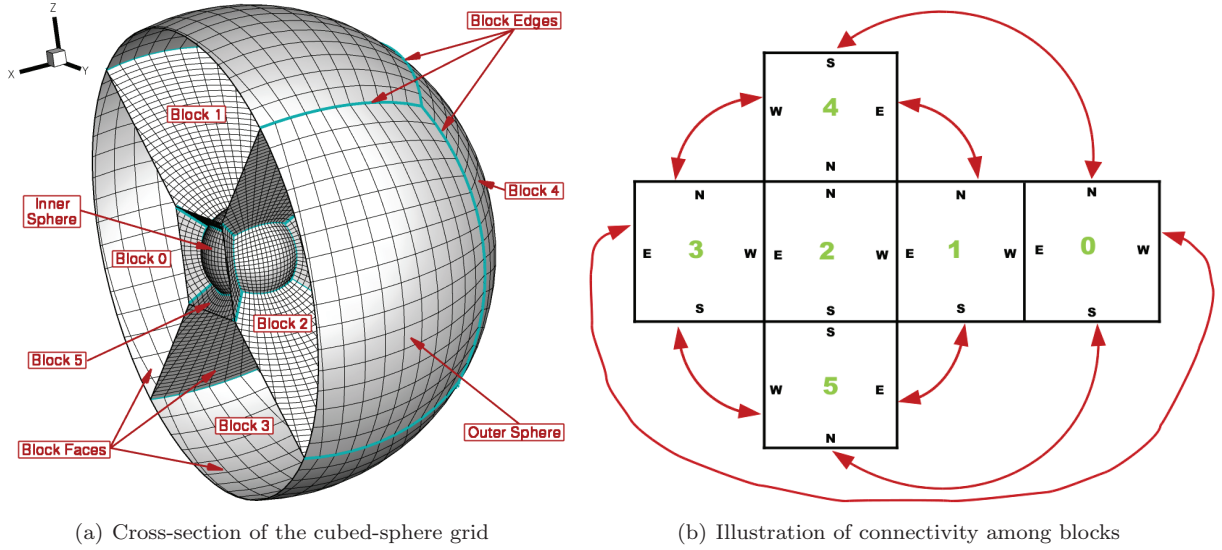 Z
X
Y
Block Edges
Block 1
Block 4
Inner
Sphere
Block 0
Block 2
Block 5
Block 3
Outer Sphere
Block Faces
(a) Cross-section of the cubed-sphere grid
S
W 4 E
N
N
E 3 W
S
N
E 2 W
S
N
E 1 W
S
N
E 0 W
S
S
W 5 E
N
(b) Illustration of connectivity among blocks